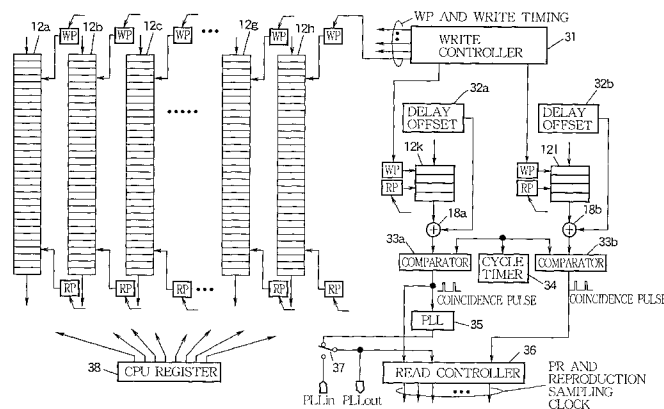 WP AND WRITE TIMING
12a
12b
12c
12g
12h
WP
WP
WP
WP
WP
WRITE
CONTROLLER
31
32a
32b
DELAY
OFFSET
DELAY
OFFSET
12k
12l
WP
RP
WP
RP
18a
18b
33a
33b
COMPARATOR
CYCLE
TIMER
COMPARATOR
34
COINCIDENCE PULSE
COINCIDENCE PULSE
RP
RP
RP
RP
RP
PLL
35
36
38
CPU REGISTER
37
READ CONTROLLER
PLLin
PLLout
PR AND
REPRODUCTION
SAMPLING
CLOCK